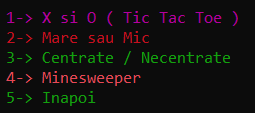 1-> X si O ( Tic Tac Toe )
2-> Mare sau Mic
3-> Centrate / Necentrate
4-> Minesweeper
5-> Inapoi